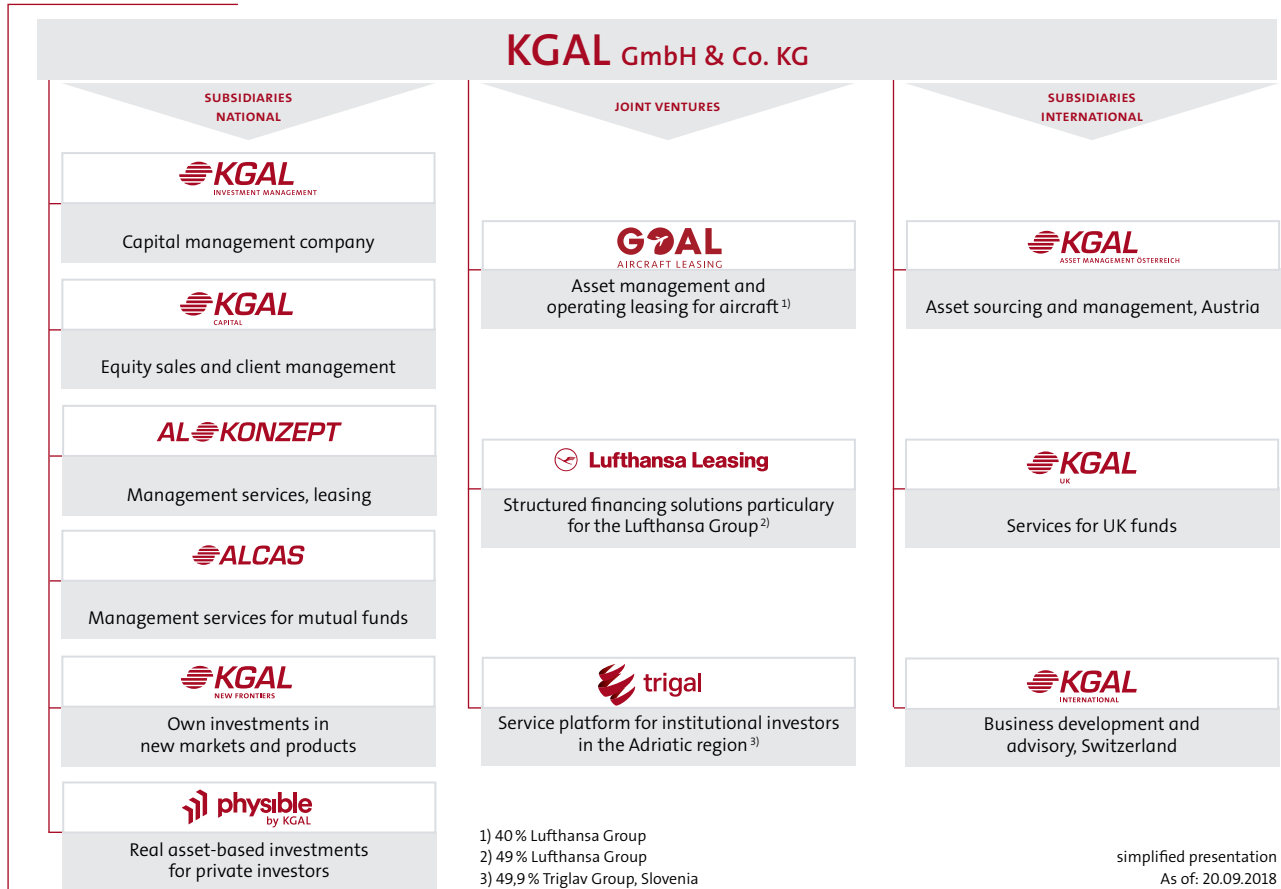 KGAL GmbH & Co. KG
SUBSIDIARIES
NATIONAL
KGAL
INVESTMENT MANAGEMENT
Capital management company
KGAL
CAPITAL
Equity sales and client management
AL KONZEPT
Management services, leasing
ALCAS
Management services for mutual funds
KGAL
NEW FRONTIERS
Own investments in
new markets and products
physible
by KGAL
Real asset-based investments
for private investors
JOINT VENTURES
GOAL
AIRCRAFT LEASING
Asset management and
operating leasing for aircraft 1)
Lufthansa Leasing
Structured financing solutions particulary
for the Lufthansa Group 2)
trigal
Service platform for institutional investors
in the Adriatic region 3)
1) 40 % Lufthansa Group
2) 49 % Lufthansa Group
3) 49,9 % Triglav Group, Slovenia
SUBSIDIARIES
INTERNATIONAL
KGAL
ASSET MANAGEMENT ÖSTERREICH
Asset sourcing and management, Austria
KGAL
UK
Services for UK funds
KGAL
INTERNATIONAL
Business development and
advisory, Switzerland
simplified presentation
As of: 20.09.2018